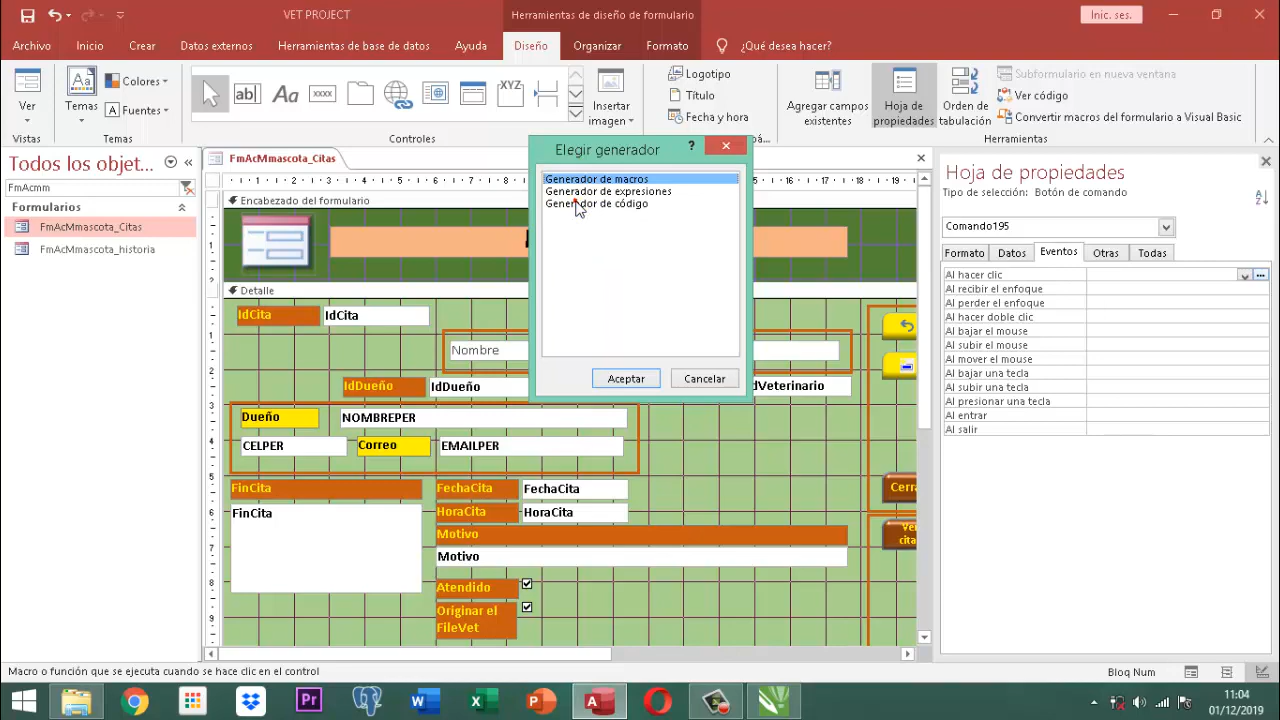 VET PROJECT
Herramientas de diseño de formulario
Inic. ses.
Archivo Inicio Crear Datos externos Herramientas de base de datos Ayuda Diseño Organizar Formato ¿Qué desea hacer?
Ver
Vistas
Temas
Colores
Fuentes
Temas
ab|
Aa
xxxx
XYZ
Controles
Insertar
imagen
Logotipo
Título
Fecha y hora
Agregar campos
existentes
Hoja de
propiedades
Orden de
tabulación
Subformulario en nueva ventana
Ver código
Convertir macros del formulario a Visual Basic
Herramientas
Todos los objet...
FmAcmm
Formularios
FmAcMmascota_Citas
FmAcMmascota_historia
FmAcMmascota_Citas
Encabezado del formulario
Detalle
IdCita IdCita
Nombre
IdDueño IdDueño
dVeterinario
Dueño NOMBREPER
CELPER Correo EMAILPER
FinCita FechaCita FechaCita
FinCita HoraCita HoraCita
Motivo
Motivo
Atendido
Originar el
FileVet
Cerra
Ve
cita
Elegir generador
?
Generador de macros
Generador de expresiones
Generador de código
Aceptar Cancelar
Hoja de propiedades
Tipo de selección: Botón de comando
Comando195
Formato Datos Eventos Otras Todas
Al hacer clic
Al recibir el enfoque
Al perder el enfoque
Al hacer doble clic
Al bajar el mouse
Al subir el mouse
Al mover el mouse
Al bajar una tecla
Al subir una tecla
Al presionar una tecla
Al entrar
Al salir
Macro o función que se ejecuta cuando se hace clic en el control
Bloq Num
11:04
01/12/2019